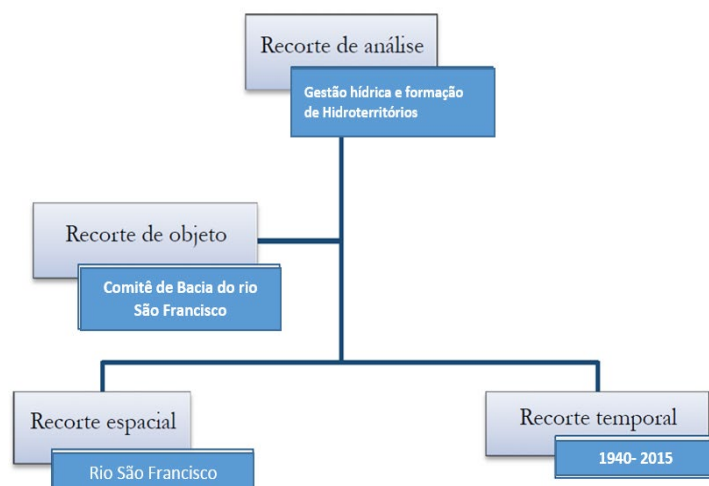 Recorte de análise
Gestão hídrica e formação
de Hidroterritórios
Recorte de objeto
Comitê de Bacia do rio
São Francisco
Recorte espacial
Rio São Francisco
Recorte temporal
1940- 2015